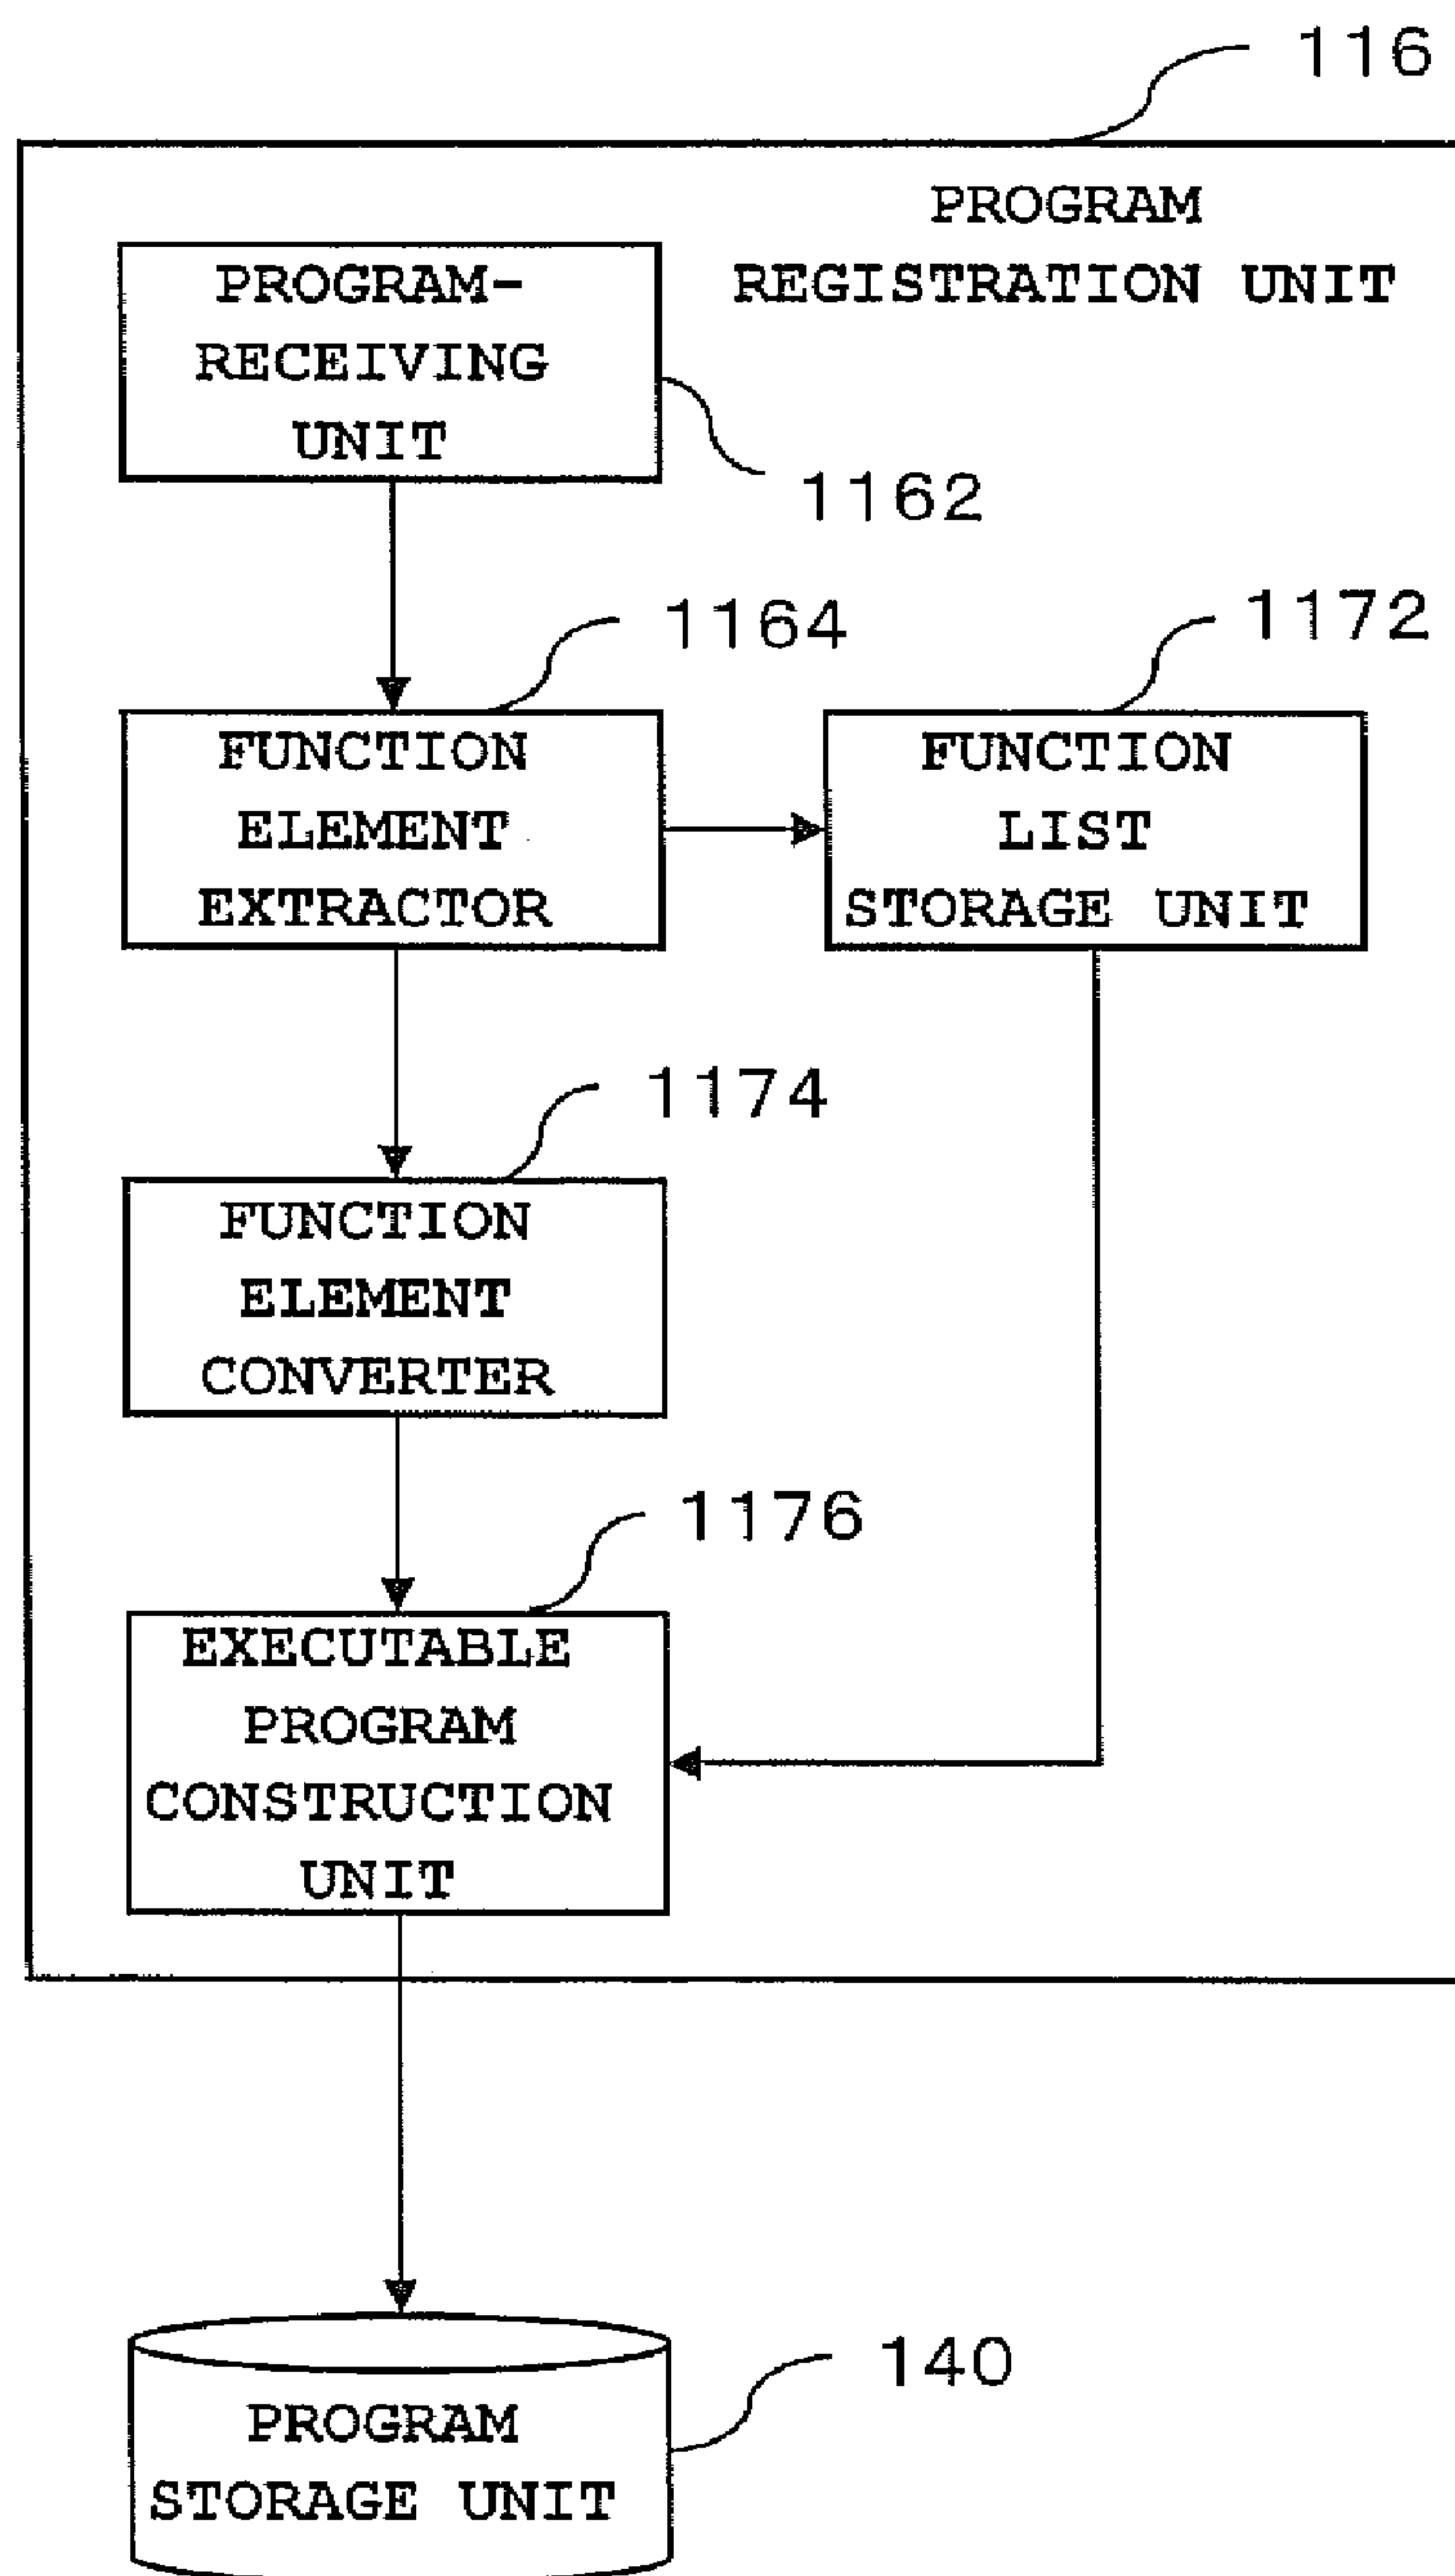 116
PROGRAM
REGISTRATION UNIT
PROGRAM-
RECEIVING
UNIT
1162
1164
1172
FUNCTION
ELEMENT
EXTRACTOR
FUNCTION
LIST
STORAGE UNIT
1174
FUNCTION
ELEMENT
CONVERTER
1176
EXECUTABLE
PROGRAM
CONSTRUCTION
UNIT
140
PROGRAM
STORAGE UNIT